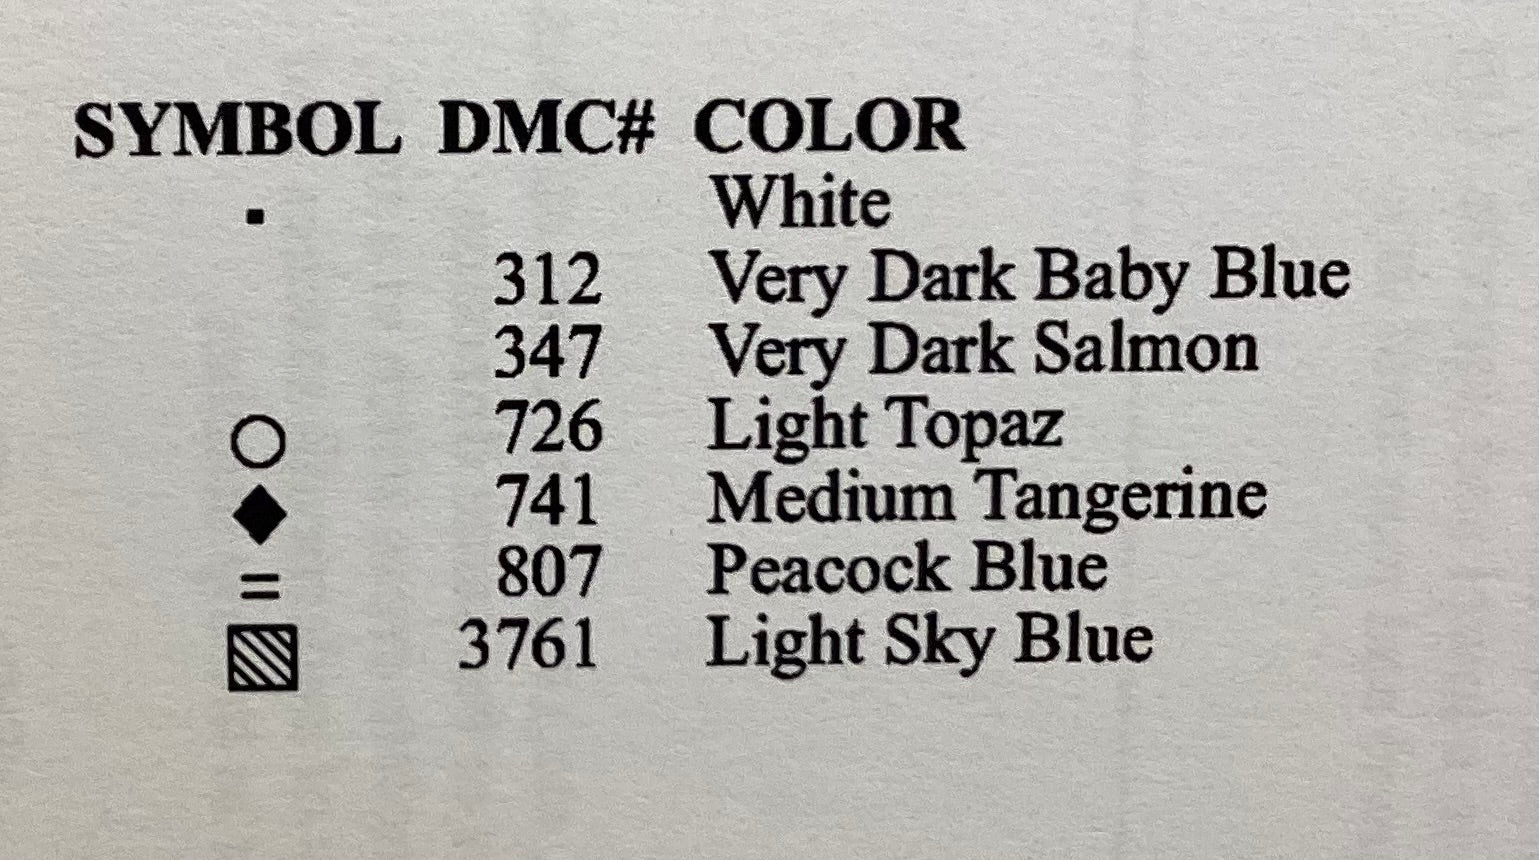 SYMBOL DMC# COLOR
▪ White
312 Very Dark Baby Blue
347 Very Dark Salmon
○ 726 Light Topaz
◆ 741 Medium Tangerine
= 807 Peacock Blue
▧ 3761 Light Sky Blue